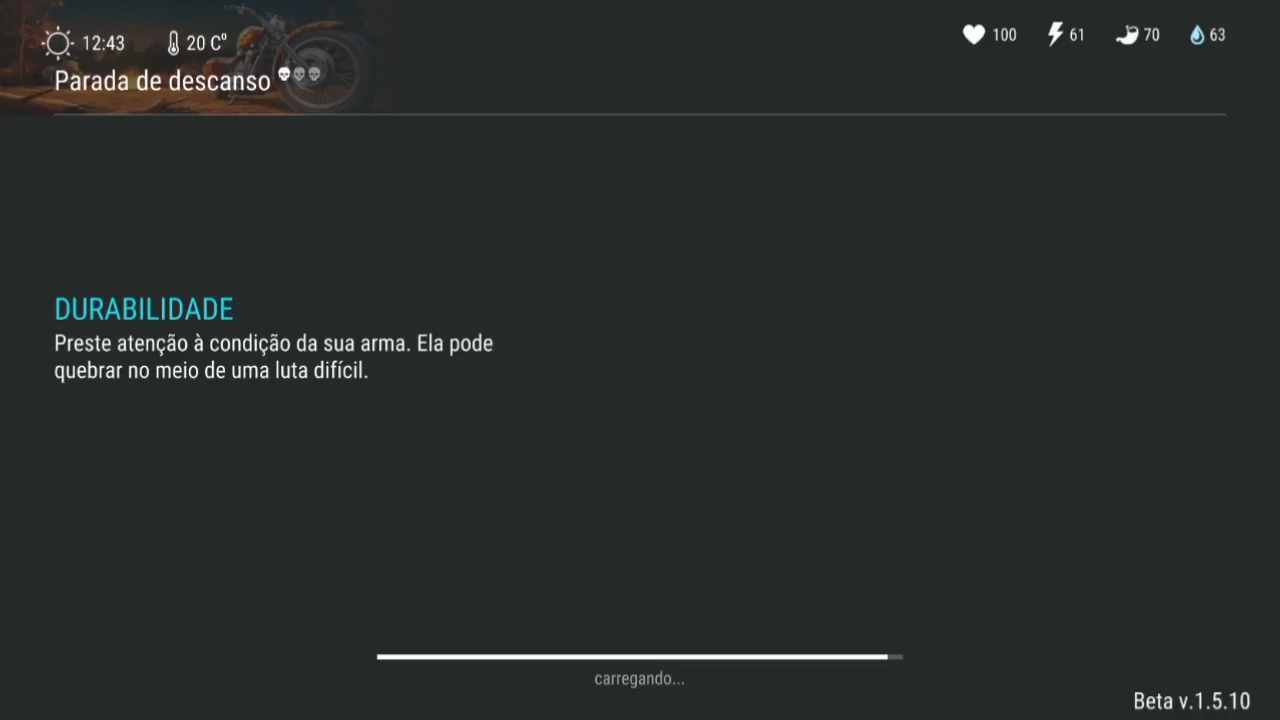 12:43
20 Cº
100
61
70
63
Parada de descanso
DURABILIDADE
Preste atenção à condição da sua arma. Ela pode
quebrar no meio de uma luta difícil.
carregando...
Beta v.1.5.10